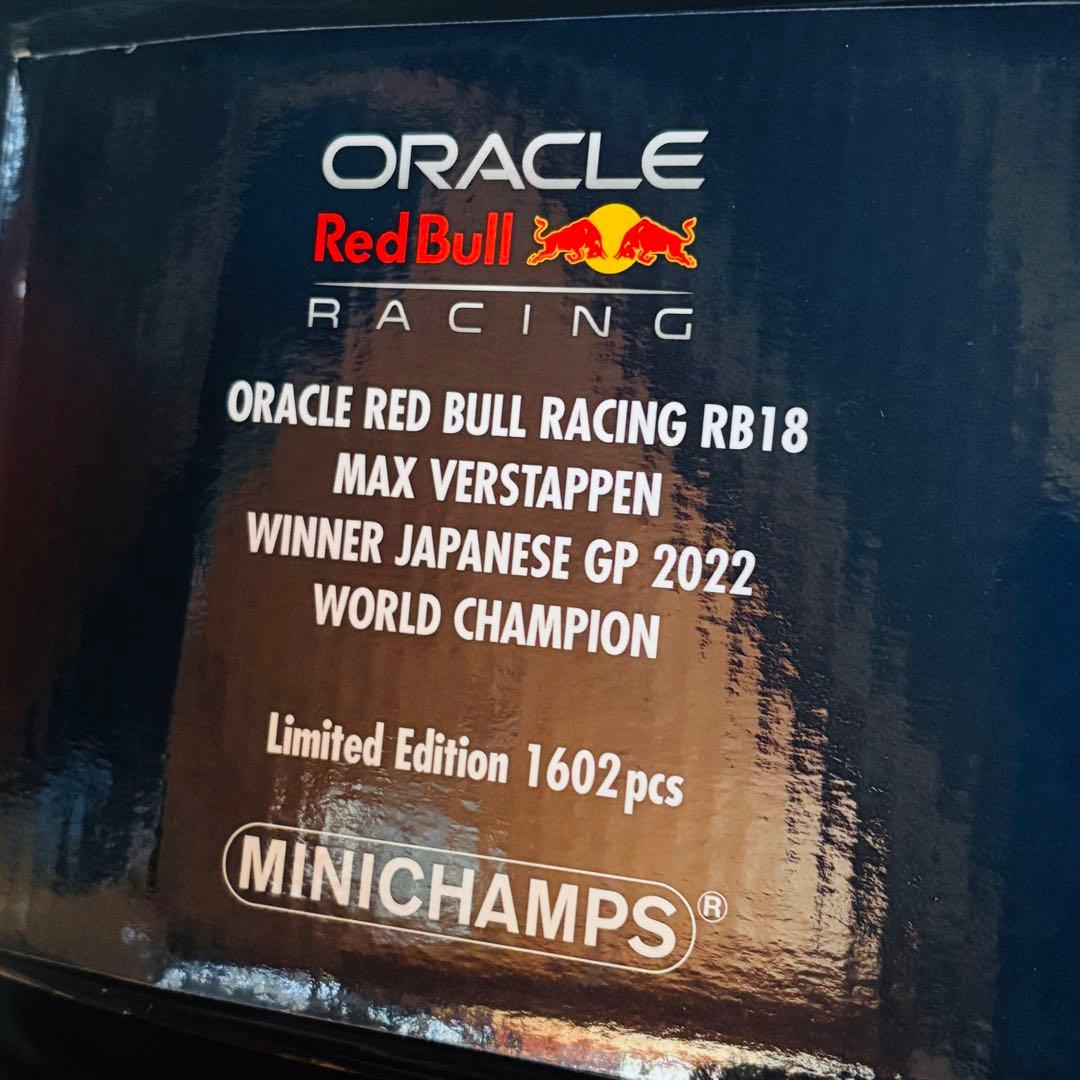 ORACLE
Red Bull
RACING
ORACLE RED BULL RACING RB18
MAX VERSTAPPEN
WINNER JAPANESE GP 2022
WORLD CHAMPION
Limited Edition 1602pcs
MINICHAMPS®